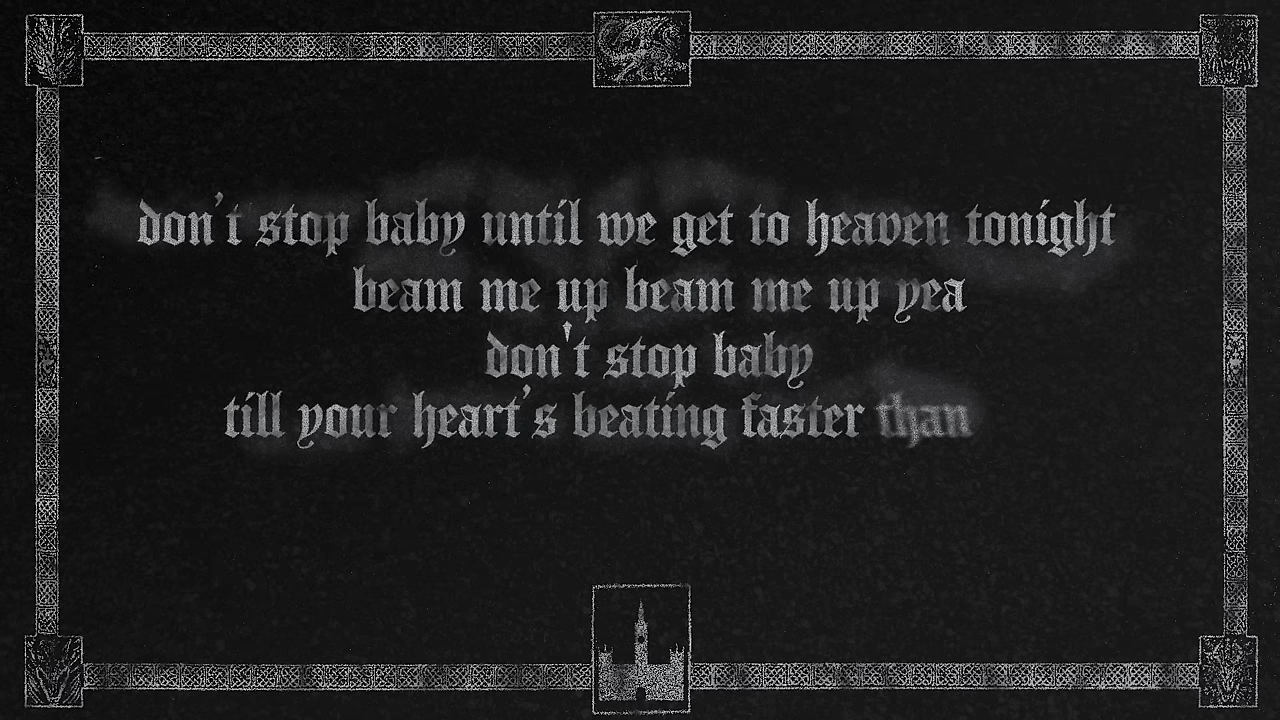 don't stop baby until we get to heaven tonight
beam me up beam me up yea
don't stop baby
till your heart's beating faster than